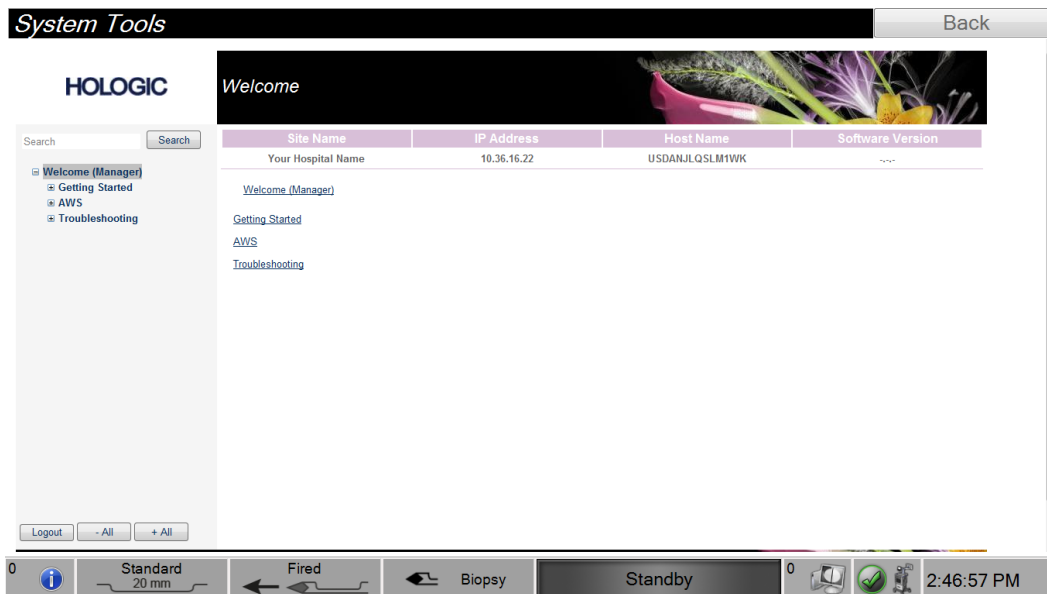 System Tools
Back
HOLOGIC
Welcome
Search
Search
Site Name
IP Address
Host Name
Software Version
Your Hospital Name
10.36.16.22
USDANJLQSLM1WK
-.-.-
Welcome (Manager)
Getting Started
AWS
Troubleshooting
Welcome (Manager)
Getting Started
AWS
Troubleshooting
Logout
- All
+ All
0
Standard
20 mm
Fired
Biopsy
Standby
0
2:46:57 PM